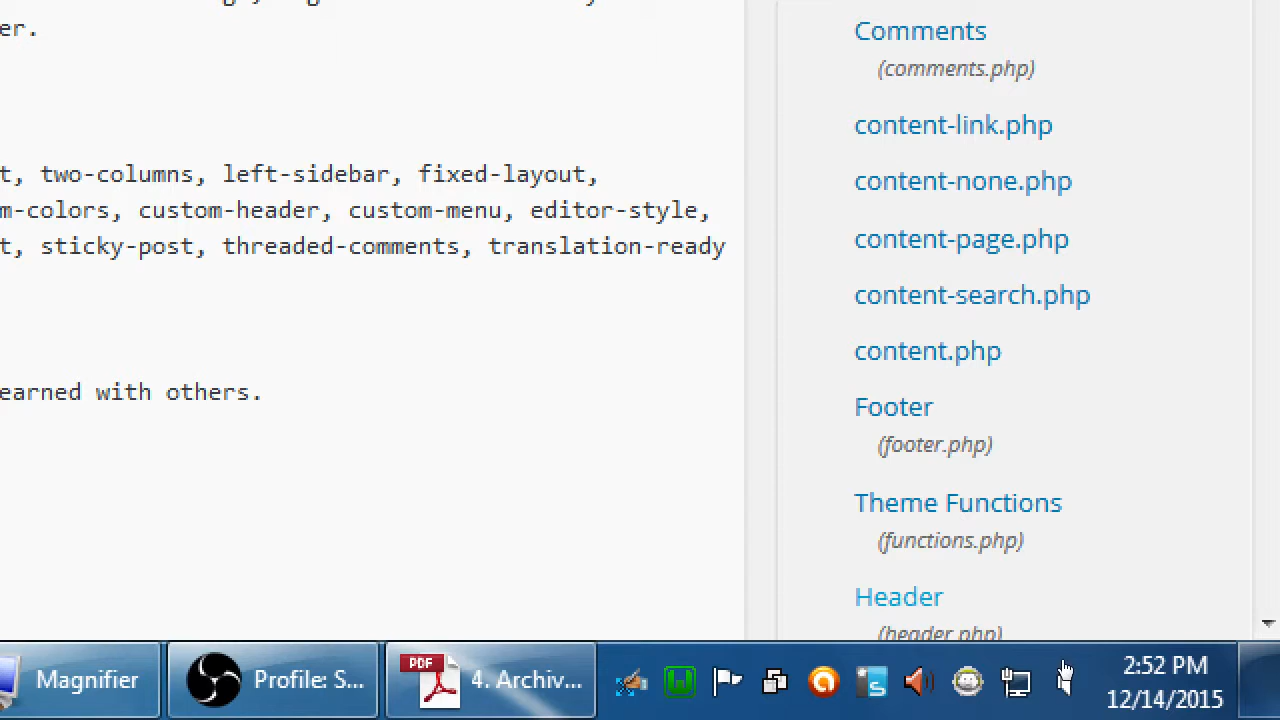 er.
t, two-columns, left-sidebar, fixed-layout,
m-colors, custom-header, custom-menu, editor-style,
t, sticky-post, threaded-comments, translation-ready
earned with others.
Comments
(comments.php)
content-link.php
content-none.php
content-page.php
content-search.php
content.php
Footer
(footer.php)
Theme Functions
(functions.php)
Header
(header.php)
Magnifier
Profile: S...
PDF
4. Archiv...
S
2:52 PM
12/14/2015